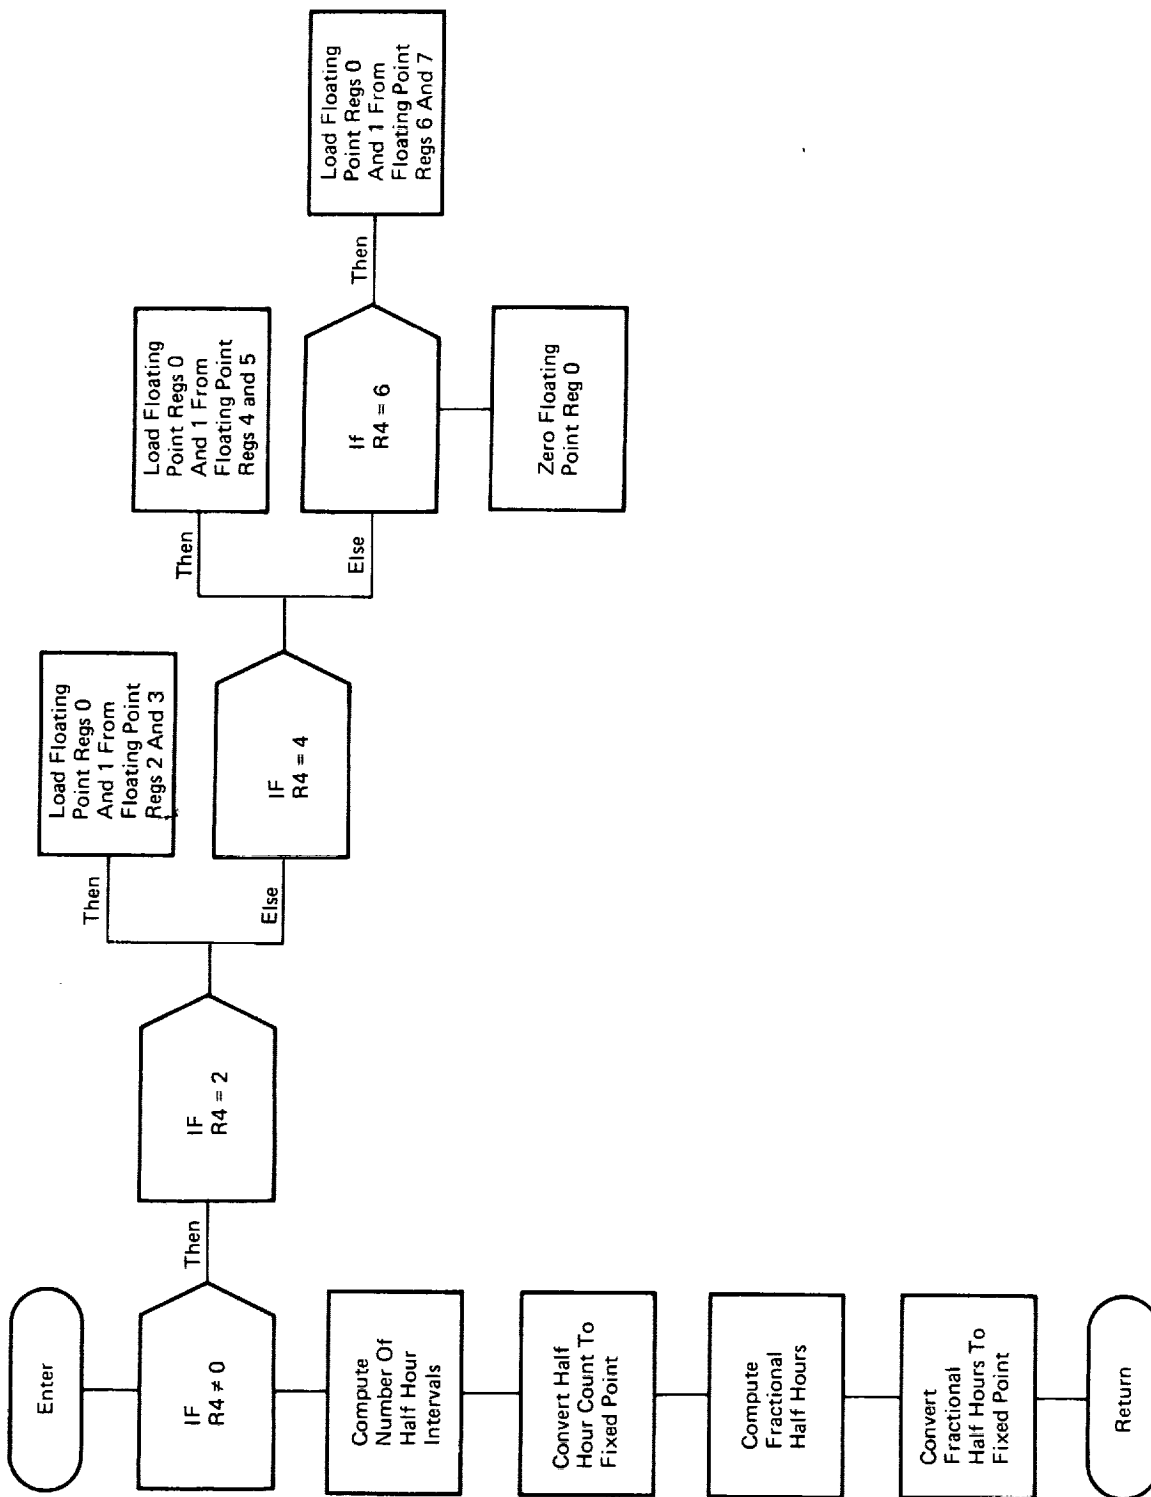 Enter
IF
R4 ≠ 0
Then
IF
R4 = 2
Then
Load Floating
Point Regs 0
And 1 From
Floating Point
Regs 2 And 3
Else
IF
R4 = 4
Then
Load Floating
Point Regs 0
And 1 From
Floating Point
Regs 4 and 5
Else
If
R4 = 6
Then
Load Floating
Point Regs 0
And 1 From
Floating Point
Regs 6 And 7
Zero Floating
Point Reg 0
Compute
Number Of
Half Hour
Intervals
Convert Half
Hour Count To
Fixed Point
Compute
Fractional
Half Hours
Convert
Fractional
Half Hours To
Fixed Point
Return